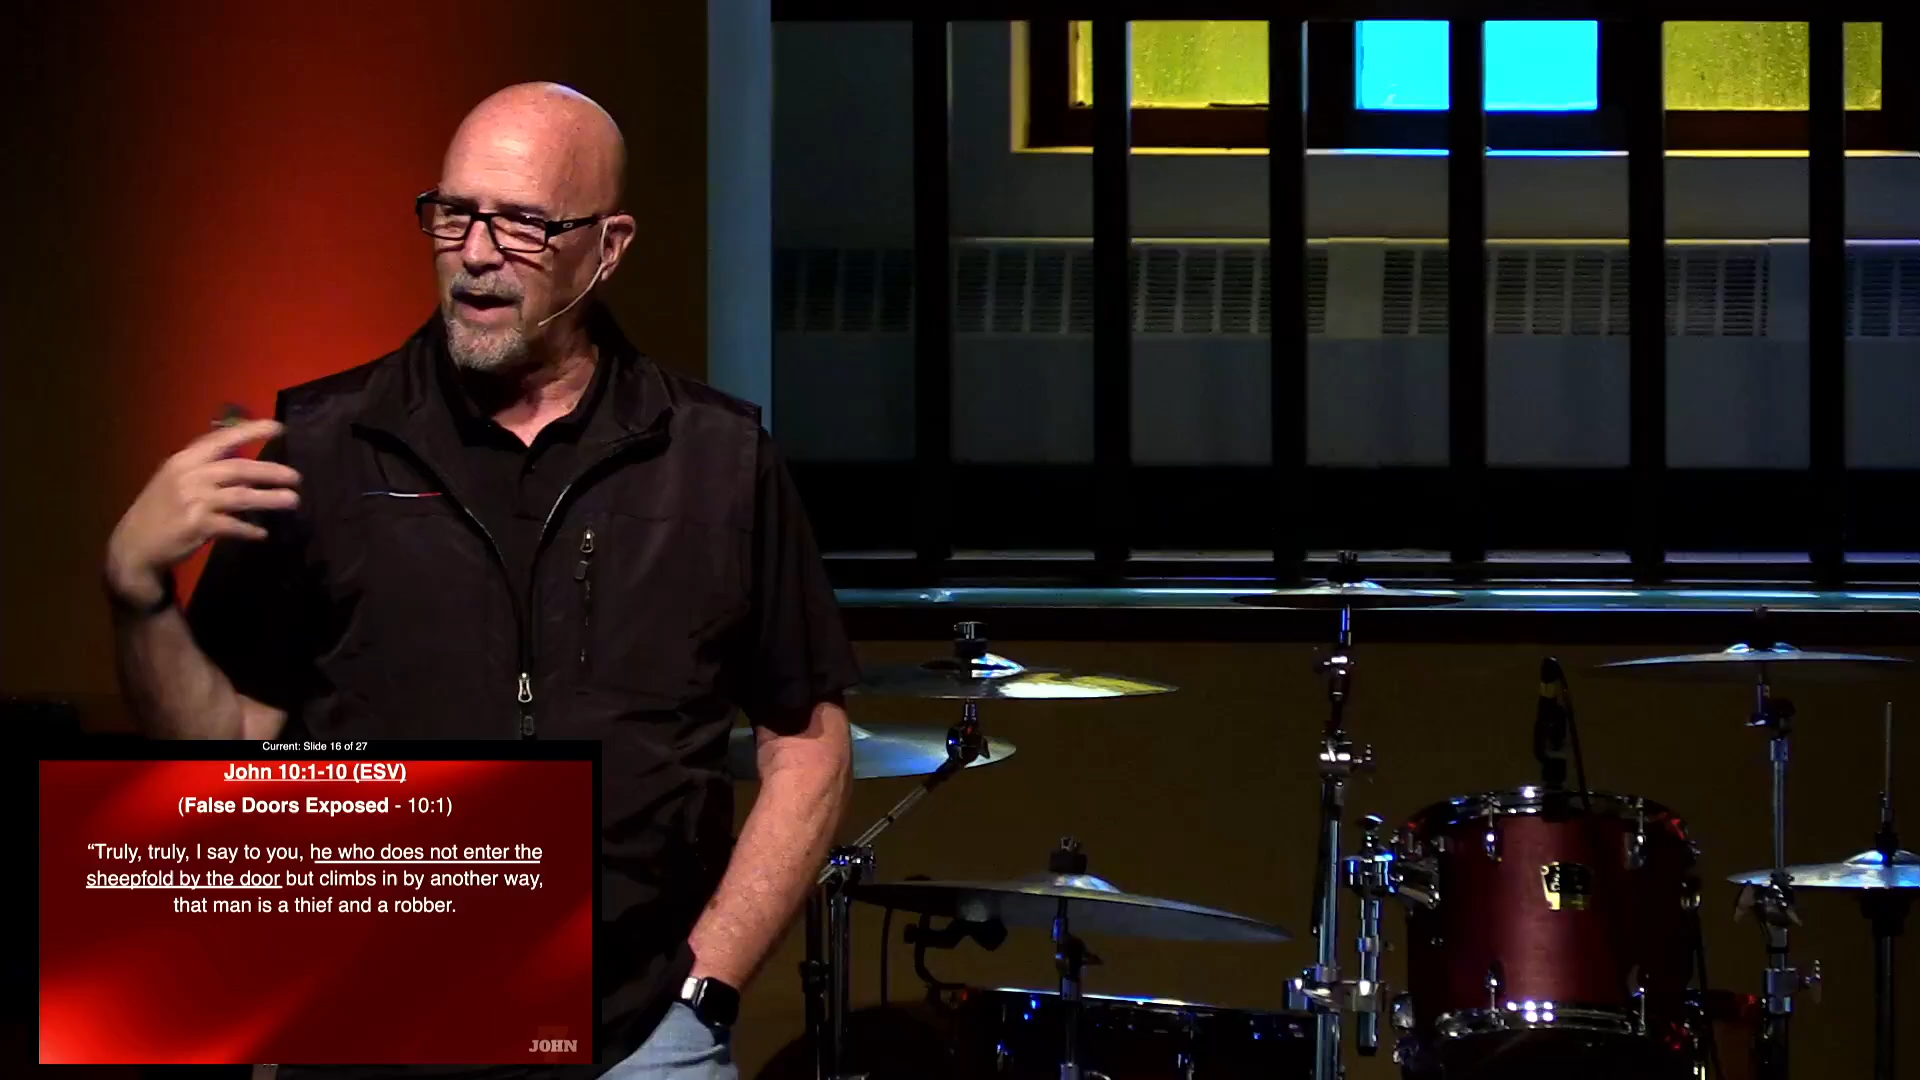 Current: Slide 16 of 27
John 10:1-10 (ESV)
(False Doors Exposed - 10:1)
“Truly, truly, I say to you, he who does not enter the
sheepfold by the door but climbs in by another way,
that man is a thief and a robber.
JOHN